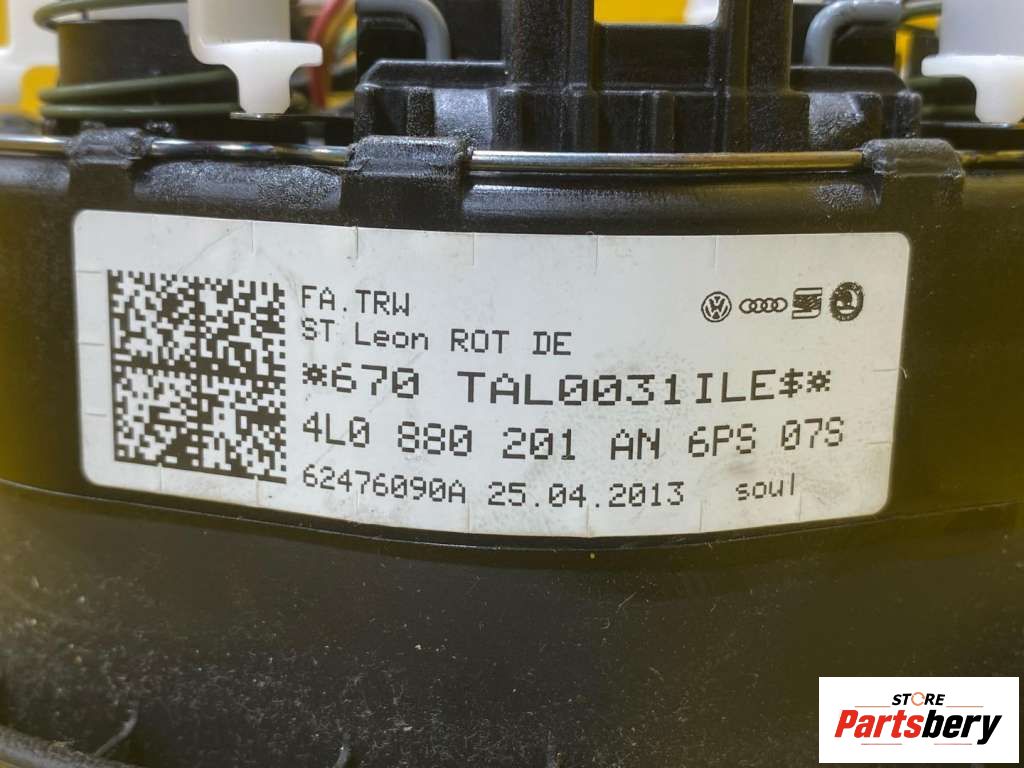 FA.TRW
ST Leon ROT DE
*670 TAL0031ILE$*
4L0 880 201 AN 6PS 07S
62476090A 25.04.2013 soul
STORE
Partsbery